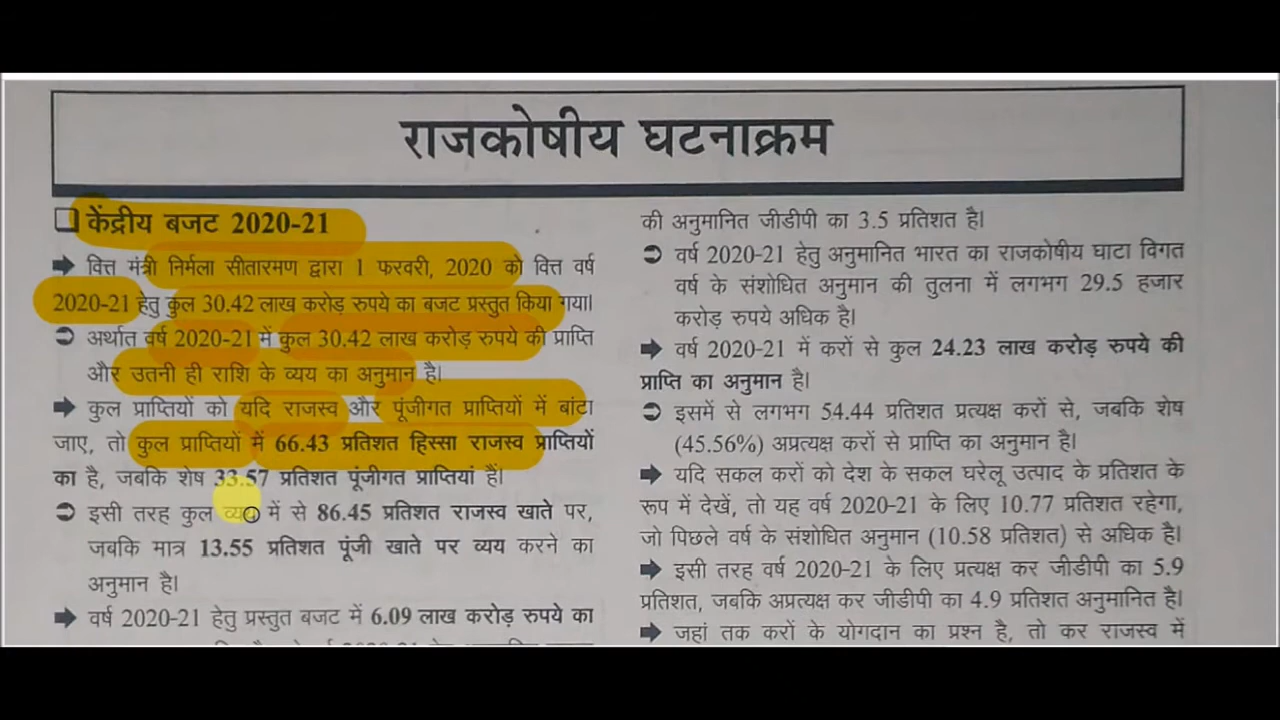 राजकोषीय घटनाक्रम
❑ केंद्रीय बजट 2020-21
➡ वित्त मंत्री निर्मला सीतारमण द्वारा 1 फरवरी, 2020 को वित्त वर्ष
2020-21 हेतु कुल 30.42 लाख करोड़ रुपये का बजट प्रस्तुत किया गया।
➲ अर्थात वर्ष 2020-21 में कुल 30.42 लाख करोड़ रुपये की प्राप्ति
और उतनी ही राशि के व्यय का अनुमान है।
➡ कुल प्राप्तियों को यदि राजस्व और पूंजीगत प्राप्तियों में बांटा
जाए, तो कुल प्राप्तियों में 66.43 प्रतिशत हिस्सा राजस्व प्राप्तियों
का है, जबकि शेष 33.57 प्रतिशत पूंजीगत प्राप्तियां हैं।
➲ इसी तरह कुल व्यय में से 86.45 प्रतिशत राजस्व खाते पर,
जबकि मात्र 13.55 प्रतिशत पूंजी खाते पर व्यय करने का
अनुमान है।
➡ वर्ष 2020-21 हेतु प्रस्तुत बजट में 6.09 लाख करोड़ रुपये का
की अनुमानित जीडीपी का 3.5 प्रतिशत है।
➲ वर्ष 2020-21 हेतु अनुमानित भारत का राजकोषीय घाटा विगत
वर्ष के संशोधित अनुमान की तुलना में लगभग 29.5 हजार
करोड़ रुपये अधिक है।
➡ वर्ष 2020-21 में करों से कुल 24.23 लाख करोड़ रुपये की
प्राप्ति का अनुमान है।
➲ इसमें से लगभग 54.44 प्रतिशत प्रत्यक्ष करों से, जबकि शेष
(45.56%) अप्रत्यक्ष करों से प्राप्ति का अनुमान है।
➡ यदि सकल करों को देश के सकल घरेलू उत्पाद के प्रतिशत के
रूप में देखें, तो यह वर्ष 2020-21 के लिए 10.77 प्रतिशत रहेगा,
जो पिछले वर्ष के संशोधित अनुमान (10.58 प्रतिशत) से अधिक है।
➡ इसी तरह वर्ष 2020-21 के लिए प्रत्यक्ष कर जीडीपी का 5.9
प्रतिशत, जबकि अप्रत्यक्ष कर जीडीपी का 4.9 प्रतिशत अनुमानित है।
➡ जहां तक करों के योगदान का प्रश्न है, तो कर राजस्व में